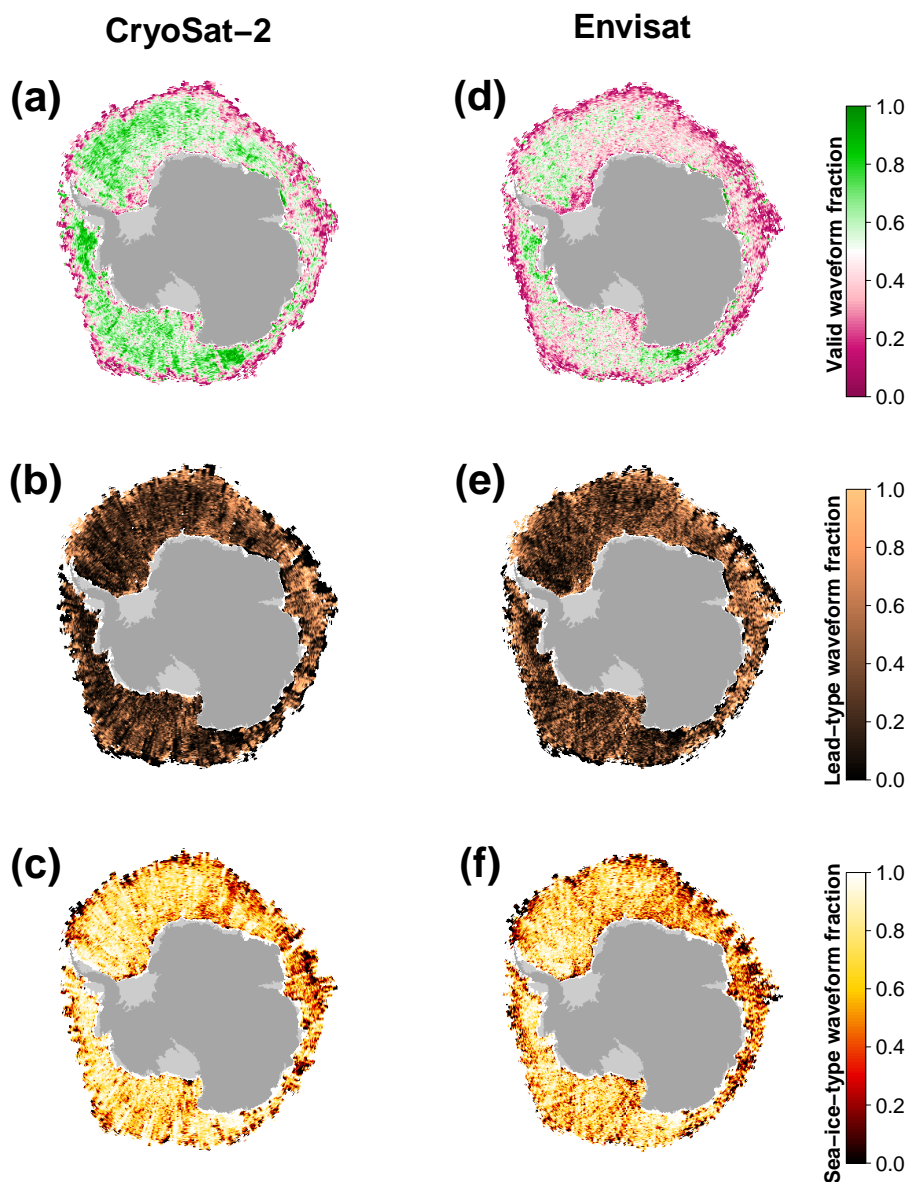 CryoSat−2
Envisat
(a)
(d)
1.0
0.8
0.6
0.4
0.2
0.0
Valid waveform fraction
(b)
(e)
1.0
0.8
0.6
0.4
0.2
0.0
Lead−type waveform fraction
(c)
(f)
1.0
0.8
0.6
0.4
0.2
0.0
Sea−ice−type waveform fraction